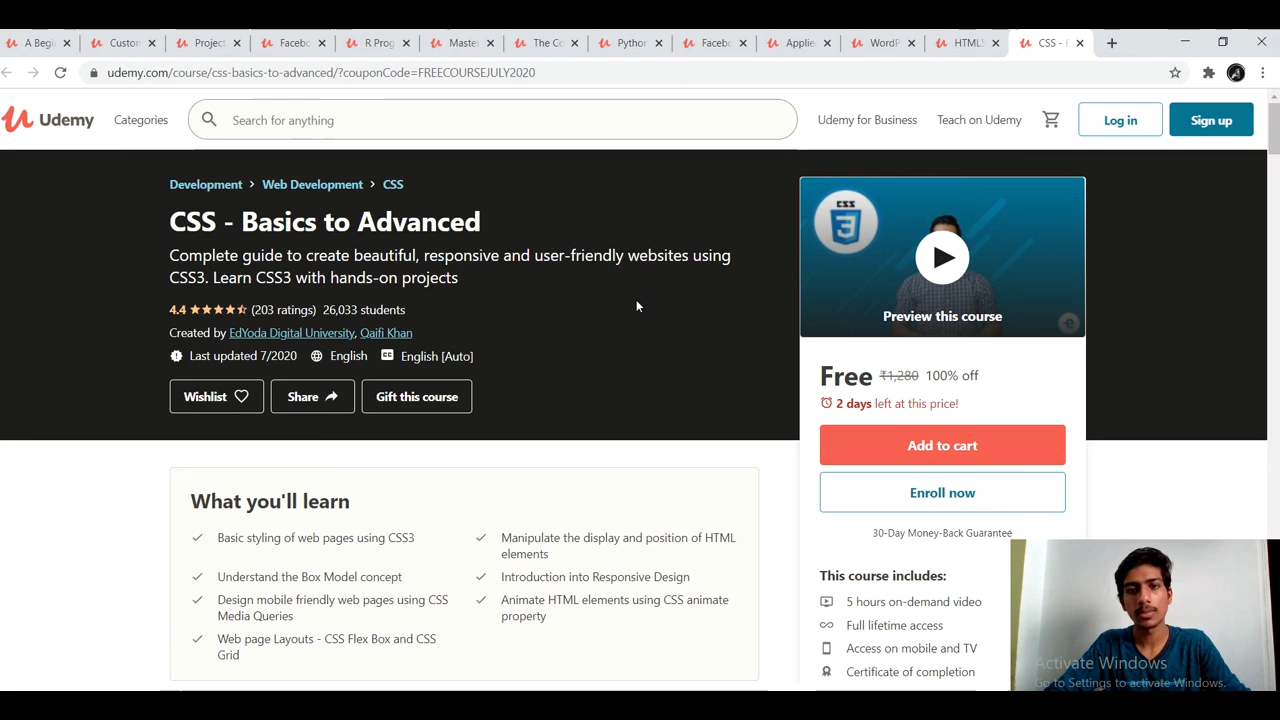 A Begi
Custon
Project
Facebo
R Prog
Master
The Co
Python
Facebo
Applie
WordP
HTML5
CSS - B
udemy.com/course/css-basics-to-advanced/?couponCode=FREECOURSEJULY2020
Udemy
Categories
Search for anything
Udemy for Business
Teach on Udemy
Log in
Sign up
Development > Web Development > CSS
CSS - Basics to Advanced
Complete guide to create beautiful, responsive and user-friendly websites using
CSS3. Learn CSS3 with hands-on projects
4.4 (203 ratings) 26,033 students
Created by EdYoda Digital University, Qaifi Khan
Last updated 7/2020 English English [Auto]
Wishlist
Share
Gift this course
CSS
3
Preview this course
Free ₹1,280 100% off
2 days left at this price!
Add to cart
Enroll now
30-Day Money-Back Guarantee
This course includes:
5 hours on-demand video
Full lifetime access
Access on mobile and TV
Certificate of completion
What you'll learn
Basic styling of web pages using CSS3
Understand the Box Model concept
Design mobile friendly web pages using CSS
Media Queries
Web page Layouts - CSS Flex Box and CSS
Grid
Manipulate the display and position of HTML
elements
Introduction into Responsive Design
Animate HTML elements using CSS animate
property
Activate Windows
Go to Settings to activate Windows.